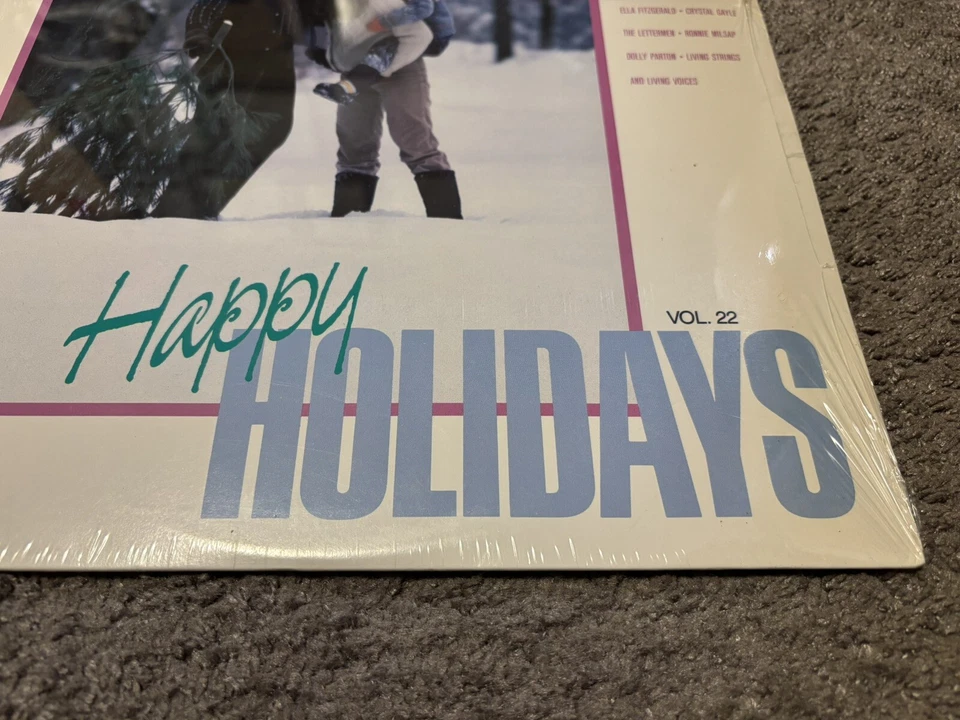 ELLA FITZGERALD • CRYSTAL GAYLE
THE LETTERMEN • RONNIE MILSAP
DOLLY PARTON • LIVING STRINGS
AND LIVING VOICES
Happy
VOL. 22
HOLIDAYS